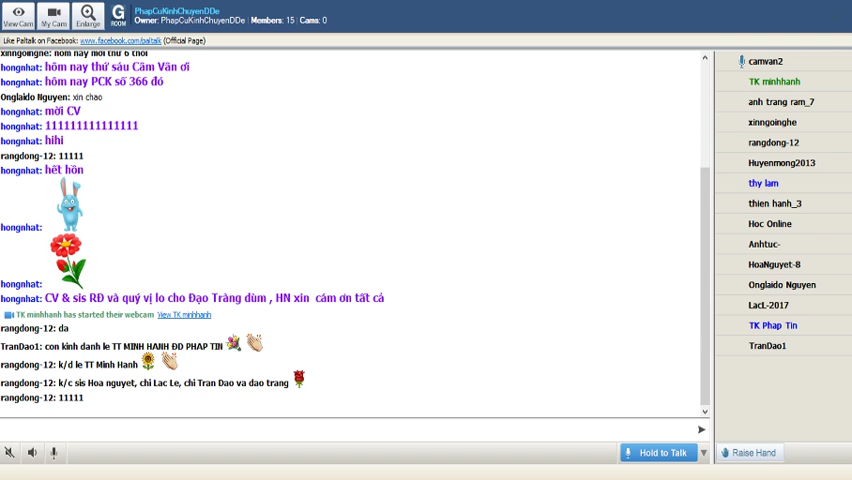 View Cam
My Cam
Enlarge
G
ROOM
PhapCuKinhChuyenDDe
Owner: PhapCuKinhChuyenDDe | Members: 15 | Cams: 0
Like Paltalk on Facebook: www.facebook.com/paltalk (Official Page)
xinngoinghe: hom nay moi thu 6 thoi
hongnhat: hôm nay thứ sáu Cẩm Vân ơi
hongnhat: hôm nay PCK số 366 đó
Onglaido Nguyen: xin chao
hongnhat: mời CV
hongnhat: 111111111111111
hongnhat: hihi
rangdong-12: 11111
hongnhat: hết hồn
hongnhat:
hongnhat:
hongnhat: CV & sis RĐ và quý vị lo cho Đạo Tràng dùm , HN xin cám ơn tất cả
TK minhhanh has started their webcam View TK minhhanh
rangdong-12: da
TranDao1: con kinh danh le TT MINH HANH ĐĐ PHAP TIN
rangdong-12: k/d le TT Minh Hanh
rangdong-12: k/c sis Hoa nguyet, chi Lac Le, chi Tran Dao va dao trang
rangdong-12: 11111
Hold to Talk
Raise Hand
camvan2
TK minhhanh
anh trang ram_7
xinngoinghe
rangdong-12
Huyenmong2013
thy lam
thien hanh_3
Hoc Online
Anhtuc-
HoaNguyet-8
Onglaido Nguyen
LacL-2017
TK Phap Tin
TranDao1